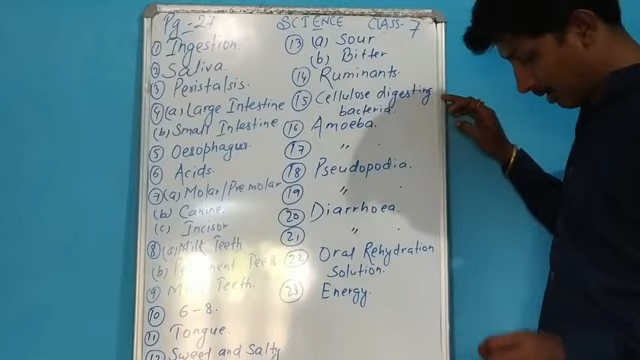 Pg-27 SCIENCE CLASS-7
① Ingestion.
② Saliva.
③ Peristalsis.
④ (a) Large Intestine
(b) Small Intestine
⑤ Oesophagus.
⑥ Acids.
⑦ (a) Molar/Premolar
(b) Canine.
(c) Incisor
⑧ (a) Milk Teeth
(b) Permanent Teeth
⑨ Milk Teeth.
⑩ 6-8.
⑪ Tongue.
⑫ Sweet and Salty
⑬ (a) Sour
(b) Bitter
⑭ Ruminants.
⑮ Cellulose digesting
bacteria.
⑯ Amoeba.
⑰ " .
⑱ Pseudopodia.
⑲ " .
⑳ Diarrhoea.
㉑ " .
㉒ Oral Rehydration
Solution.
㉓ Energy.